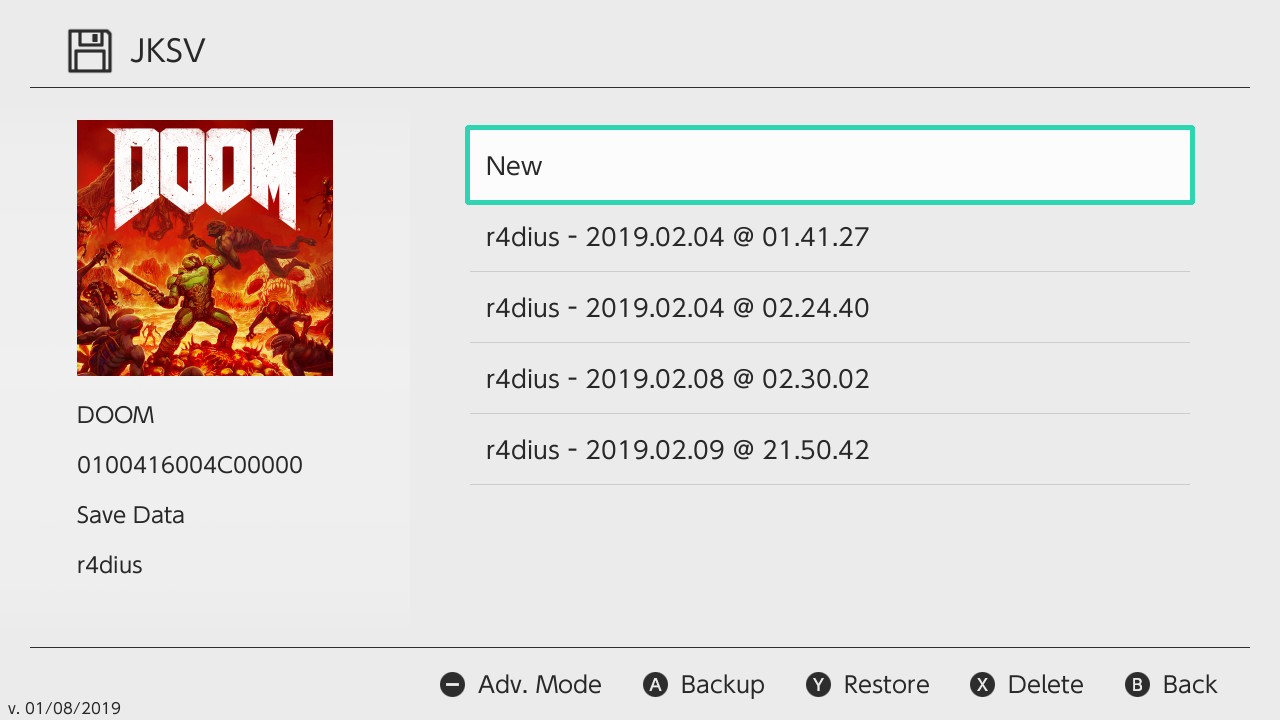 JKSV
DOOM
DOOM
0100416004C00000
Save Data
r4dius
New
r4dius - 2019.02.04 @ 01.41.27
r4dius - 2019.02.04 @ 02.24.40
r4dius - 2019.02.08 @ 02.30.02
r4dius - 2019.02.09 @ 21.50.42
- Adv. Mode A Backup Y Restore X Delete B Back
v. 01/08/2019